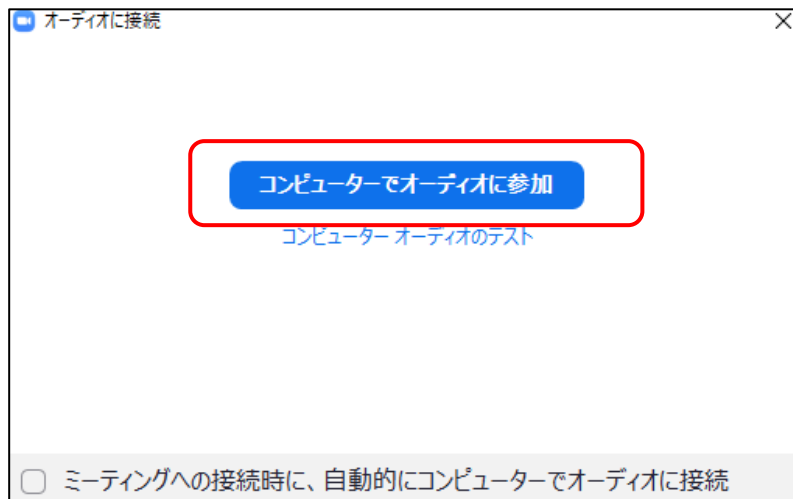 オーディオに接続
コンピューターでオーディオに参加
コンピューター オーディオのテスト
ミーティングへの接続時に、自動的にコンピューターでオーディオに接続